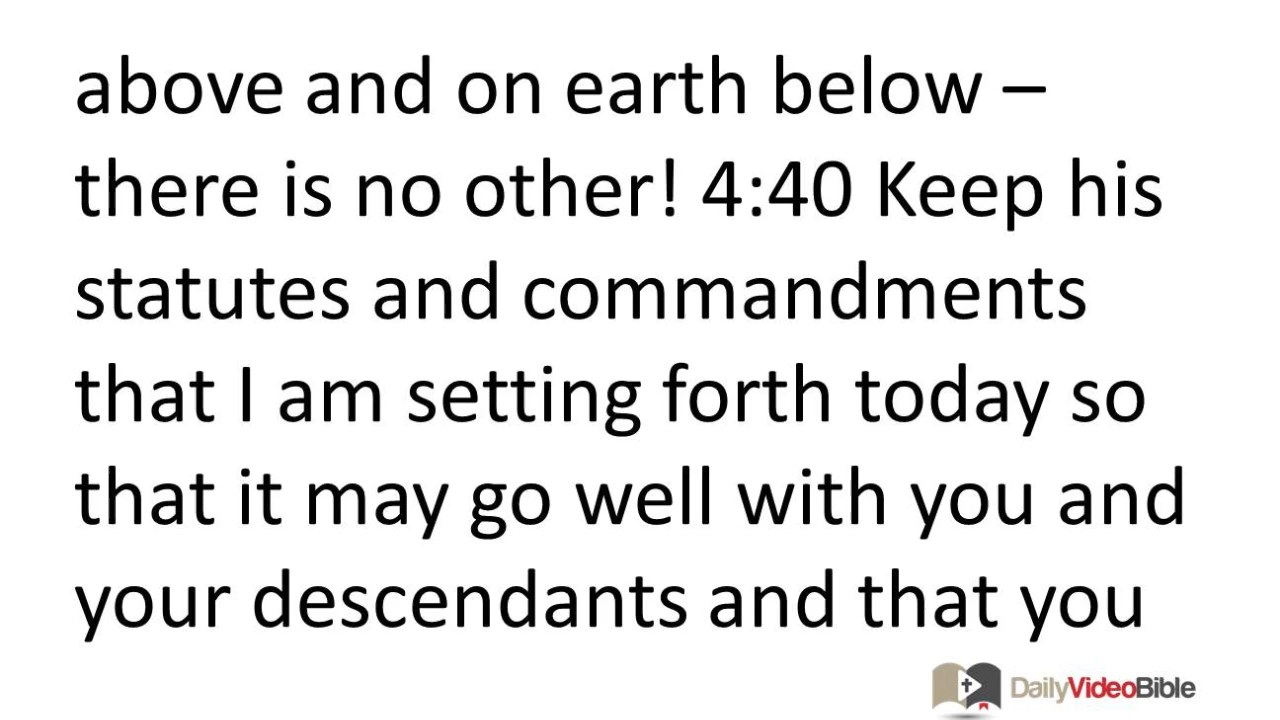 above and on earth below –
there is no other! 4:40 Keep his
statutes and commandments
that I am setting forth today so
that it may go well with you and
your descendants and that you
DailyVideoBible